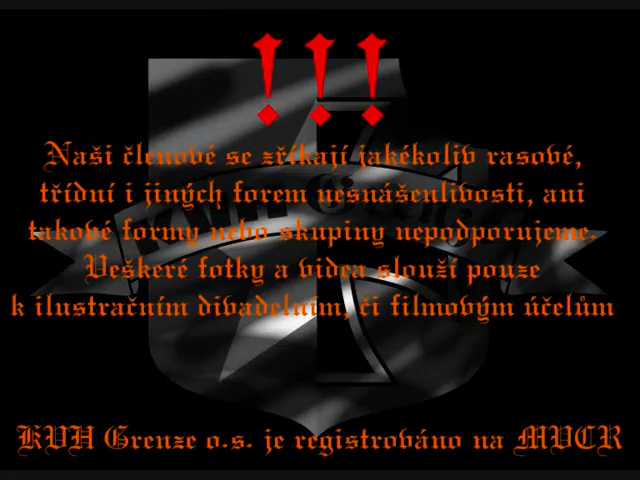 !!!
Naši členové se zříkají jakékoliv rasové,
třídní i jiných forem nesnášenlivosti, ani
takové formy nebo skupiny nepodporujeme.
Veškeré fotky a videa slouží pouze
k ilustračním divadelním, či filmovým účelům
KVH Grenze o.s. je registrováno na MVCR